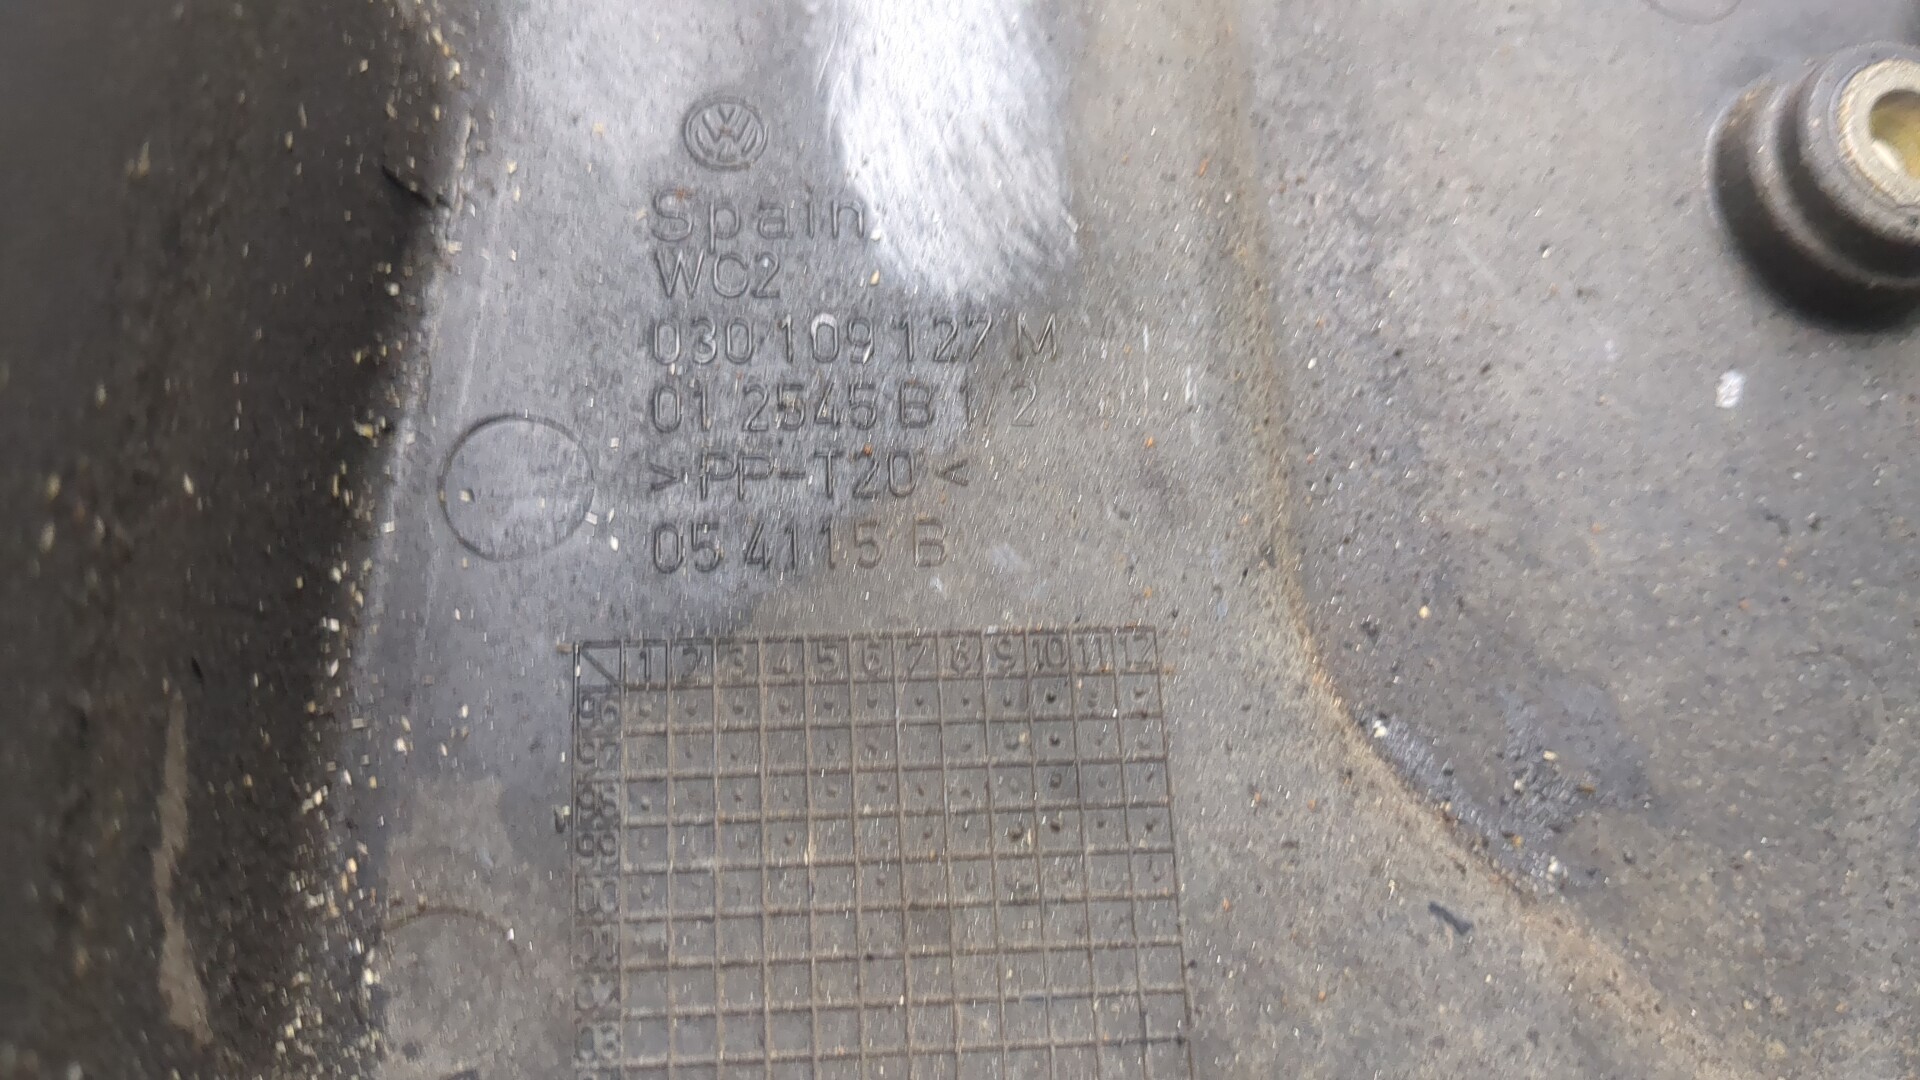 Spain
WC2
030 109 127 M
01 2545 B 1/2
>PP-T20<
05 4115 B
1 2 3 4 5 6 7 8 9 10 11 12